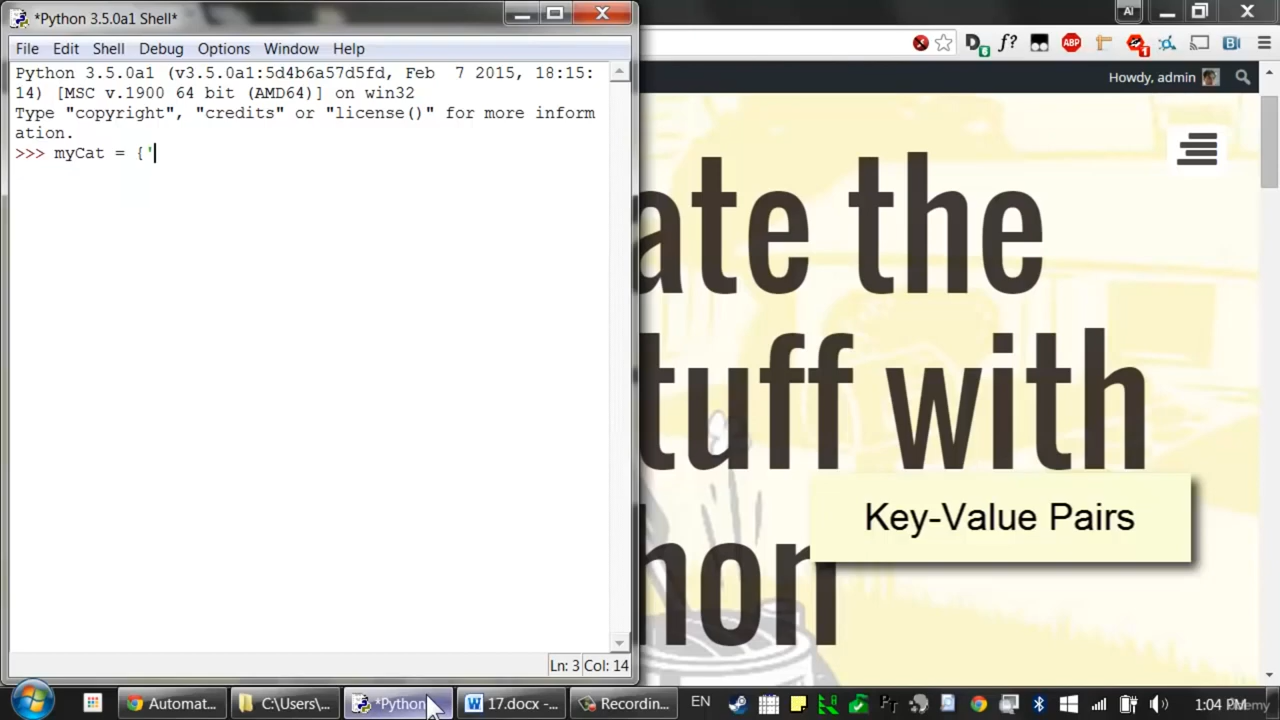 *Python 3.5.0a1 Shell*
File Edit Shell Debug Options Window Help
Python 3.5.0a1 (v3.5.0a1:5d4b6a57d5fd, Feb  7 2015, 18:15:
14) [MSC v.1900 64 bit (AMD64)] on win32
Type "copyright", "credits" or "license()" for more inform
ation.
>>> myCat = {'
Ln: 3 Col: 14
AI
f?
ABP
Howdy, admin
ate the
tuff with
hon
Key-Value Pairs
Automat...
C:\Users\...
*Python
17.docx -...
Recordin...
EN
1:04 PM